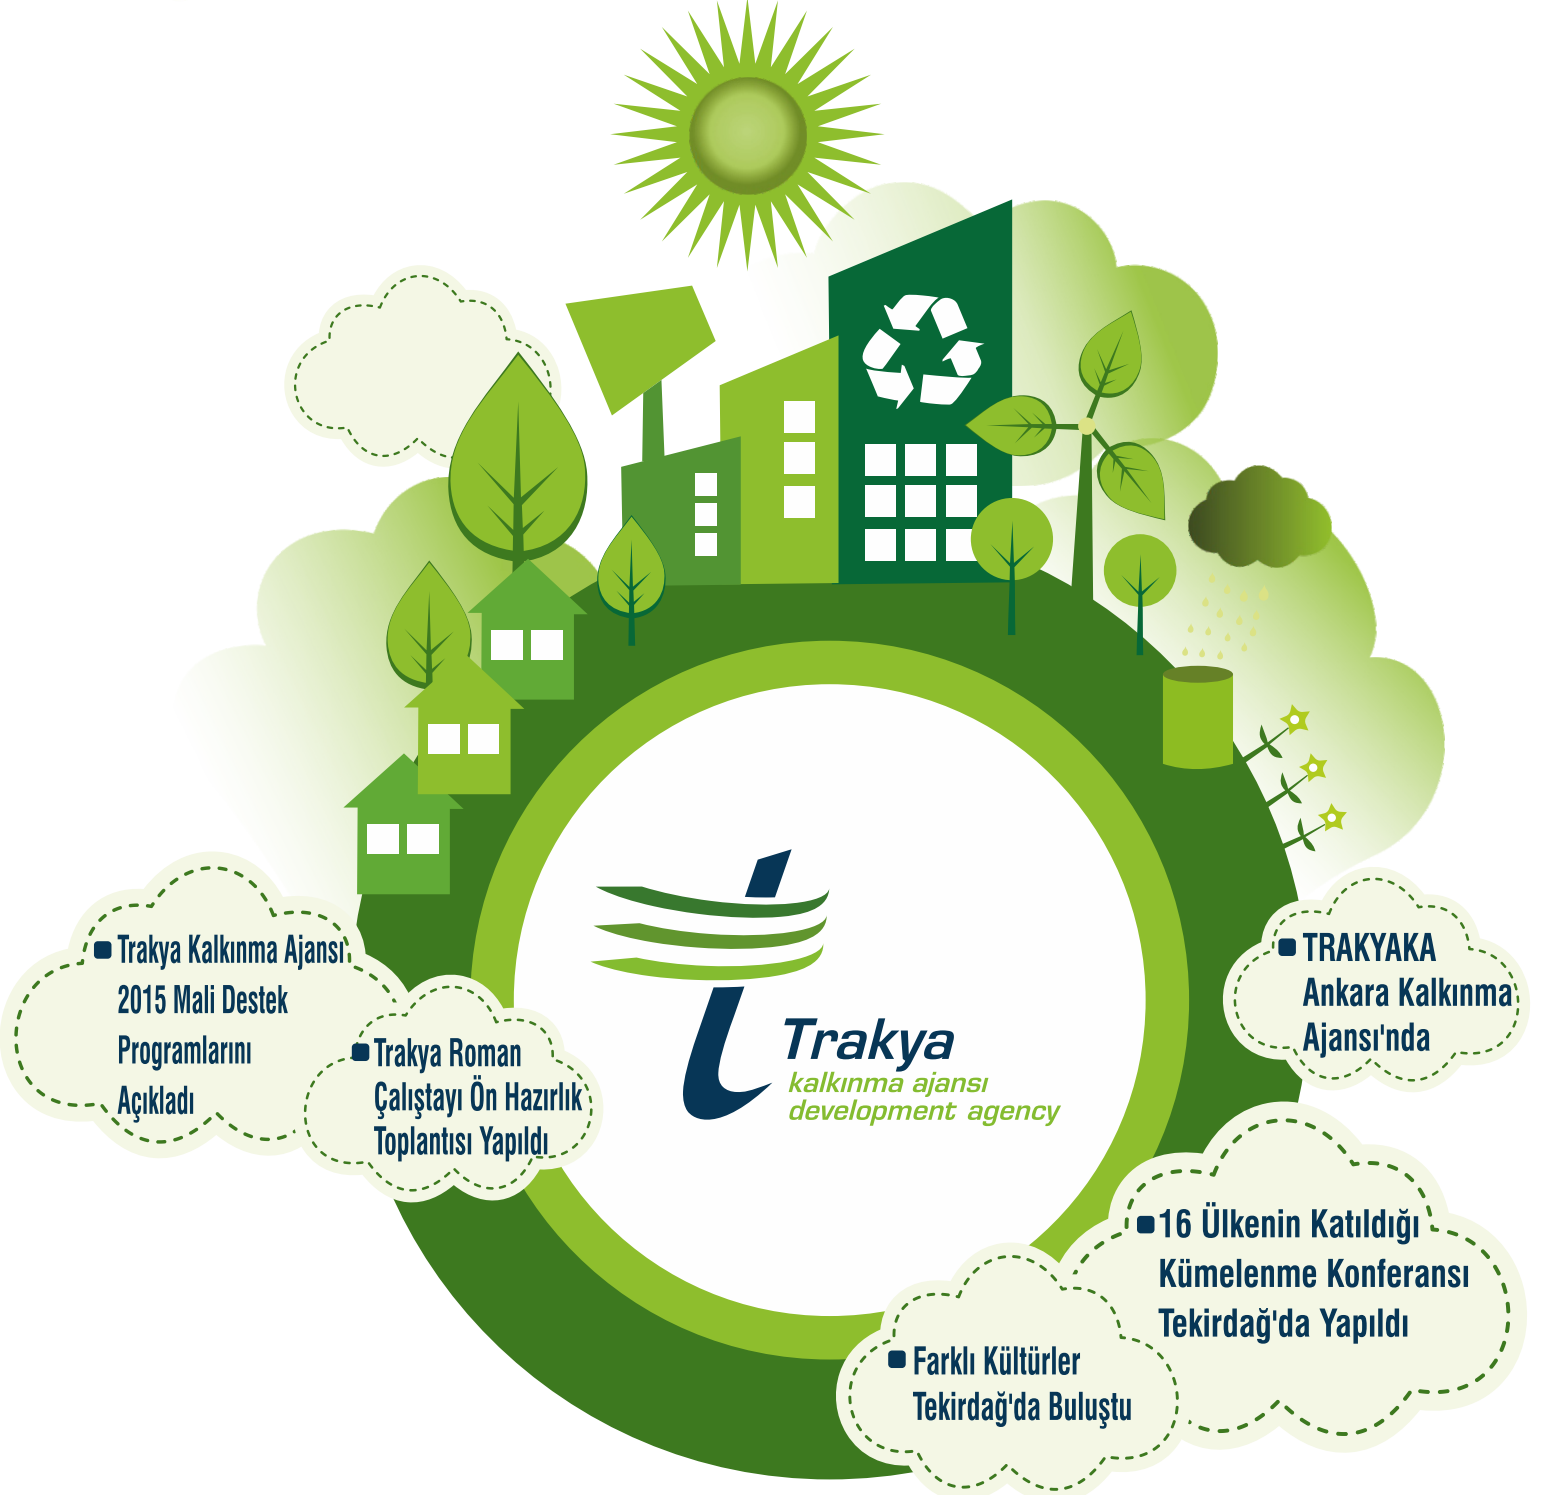 Trakya Kalkınma Ajansı
2015 Mali Destek
Programlarını
Açıkladı
Trakya Roman
Çalıştayı Ön Hazırlık
Toplantısı Yapıldı
Trakya
kalkınma ajansı
development agency
TRAKYAKA
Ankara Kalkınma
Ajansı'nda
16 Ülkenin Katıldığı
Kümelenme Konferansı
Tekirdağ'da Yapıldı
Farklı Kültürler
Tekirdağ'da Buluştu